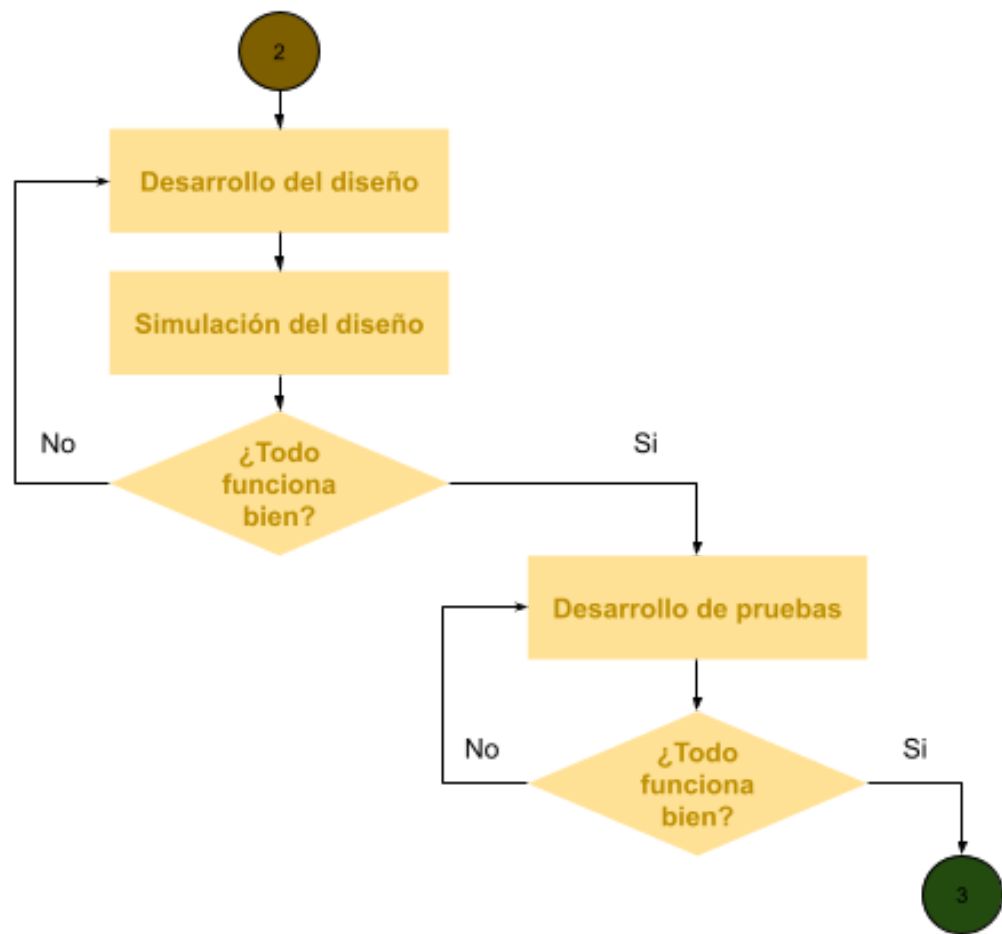 2
Desarrollo del diseño
Simulación del diseño
No
¿Todo
funciona
bien?
Si
Desarrollo de pruebas
No
¿Todo
funciona
bien?
Si
3